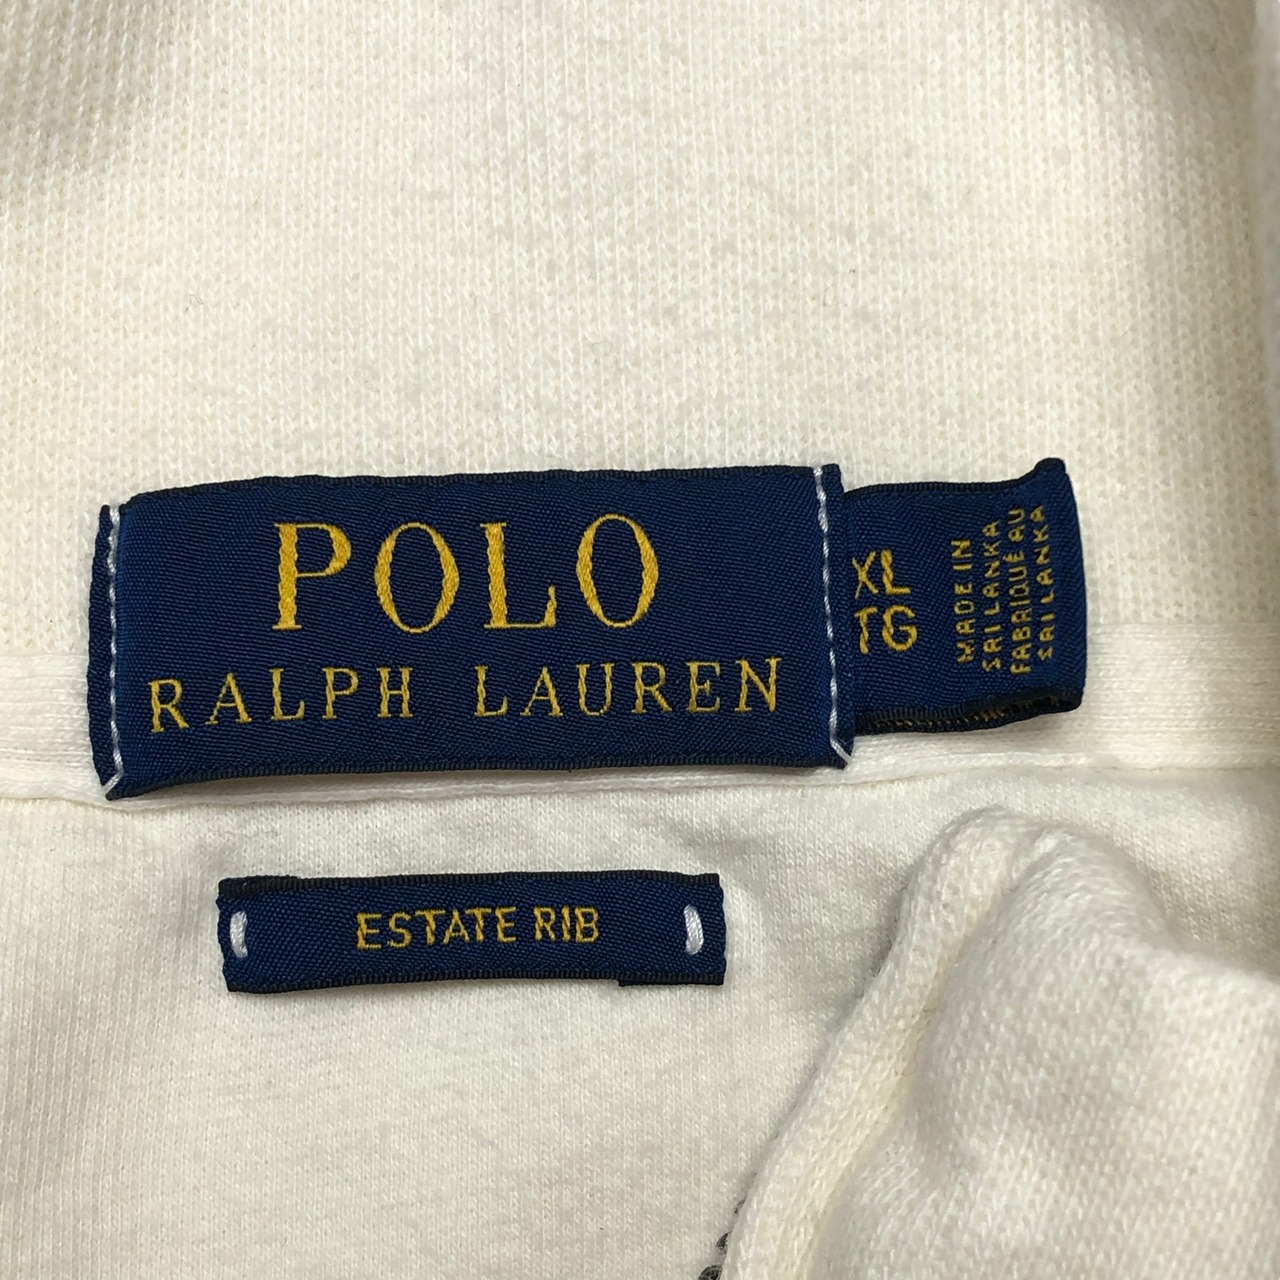 POLO
RALPH LAUREN
XL
TG
MADE IN
SRI LANKA
FABRIQUÉ AU
SRI LANKA
ESTATE RIB